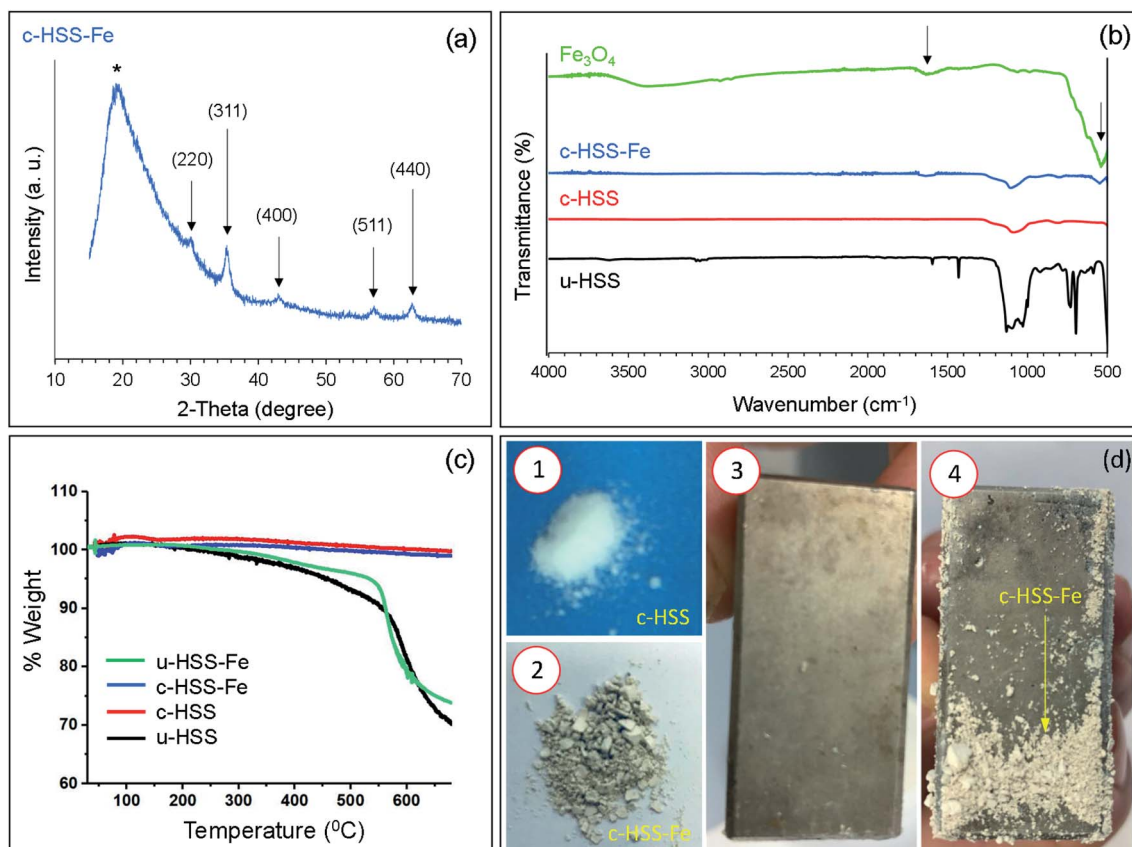 c-HSS-Fe
(a)
*
(311)
(220)
(440)
(400)
(511)
Intensity (a. u.)
10 20 30 40 50 60 70
2-Theta (degree)
(b)
Fe₃O₄
c-HSS-Fe
c-HSS
u-HSS
Transmittance (%)
4000 3500 3000 2500 2000 1500 1000 500
Wavenumber (cm⁻¹)
(c)
110
100
90
80
70
60
% Weight
u-HSS-Fe
c-HSS-Fe
c-HSS
u-HSS
100 200 300 400 500 600
Temperature (⁰C)
(d)
1
c-HSS
2
c-HSS-Fe
3
4
c-HSS-Fe